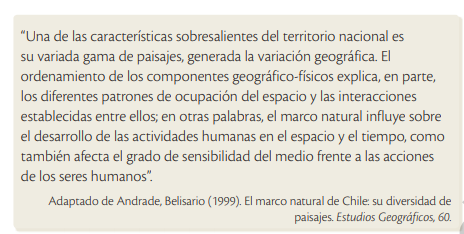 “Una de las características sobresalientes del territorio nacional es
su variada gama de paisajes, generada la variación geográfica. El
ordenamiento de los componentes geográfico-físicos explica, en parte,
los diferentes patrones de ocupación del espacio y las interacciones
establecidas entre ellos; en otras palabras, el marco natural influye sobre
el desarrollo de las actividades humanas en el espacio y el tiempo, como
también afecta el grado de sensibilidad del medio frente a las acciones
de los seres humanos”.
Adaptado de Andrade, Belisario (1999). El marco natural de Chile: su diversidad de
paisajes. Estudios Geográficos, 60.